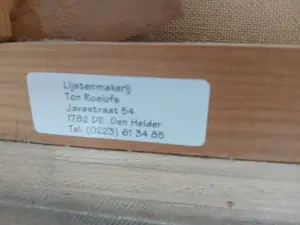 Lijstenmakerij
Ton Roelofs
Javastraat 54
1782 DE Den Helder
Tel. (0223) 61 34 85